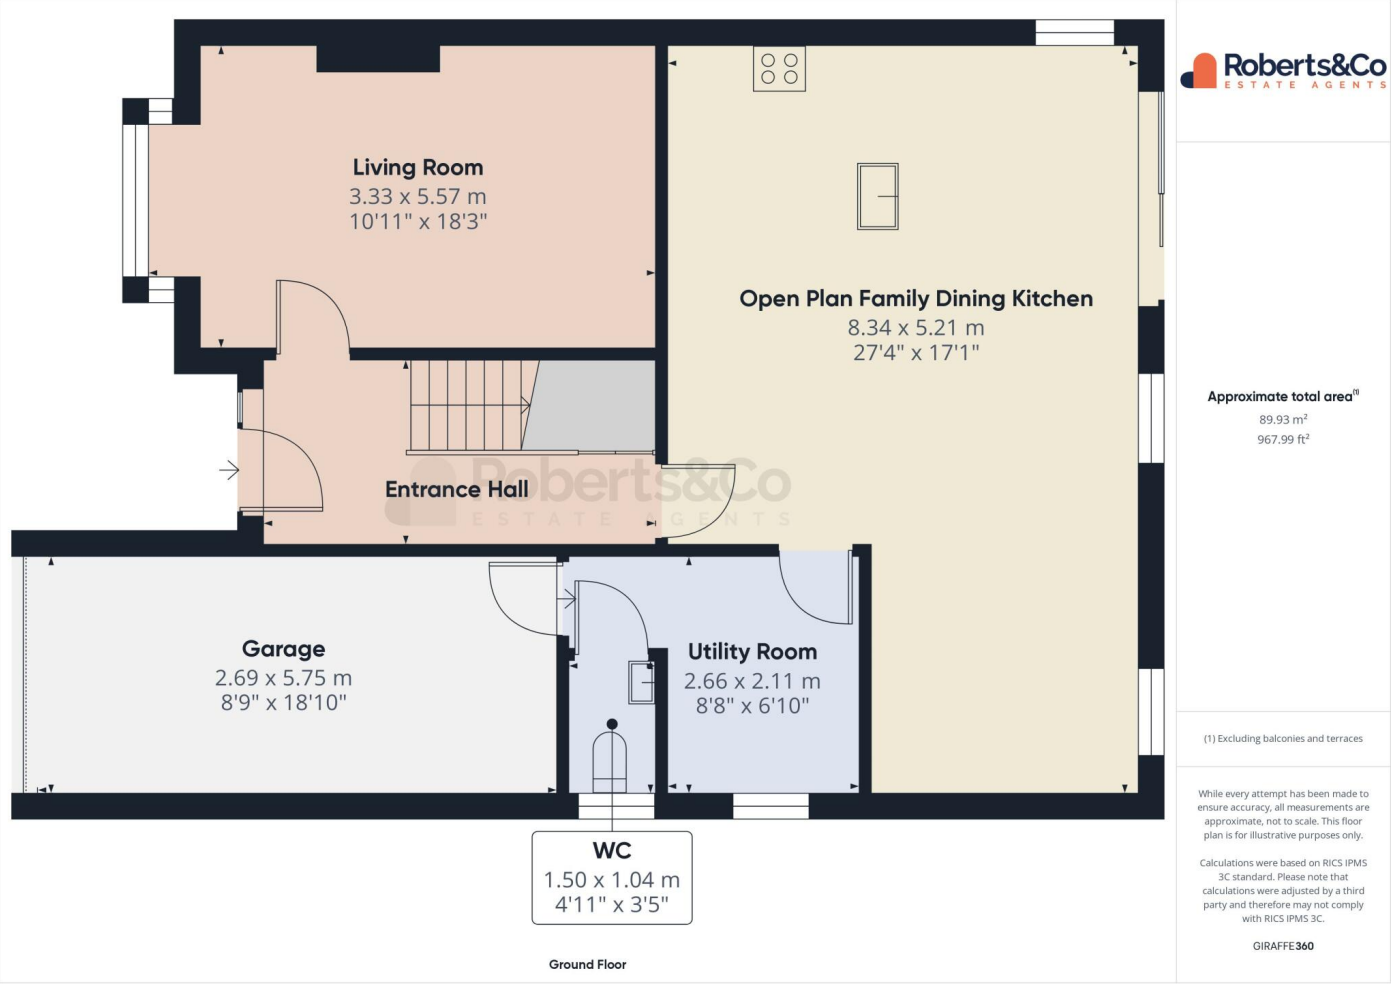 Living Room
3.33 x 5.57 m
10'11" x 18'3"
Open Plan Family Dining Kitchen
8.34 x 5.21 m
27'4" x 17'1"
Roberts&Co
ESTATE AGENTS
Entrance Hall
Garage
2.69 x 5.75 m
8'9" x 18'10"
Utility Room
2.66 x 2.11 m
8'8" x 6'10"
WC
1.50 x 1.04 m
4'11" x 3'5"
Ground Floor
Roberts&Co
ESTATE AGENTS
Approximate total area⁽¹⁾
89.93 m²
967.99 ft²
(1) Excluding balconies and terraces
While every attempt has been made to
ensure accuracy, all measurements are
approximate, not to scale. This floor
plan is for illustrative purposes only.
Calculations were based on RICS IPMS
3C standard. Please note that
calculations were adjusted by a third
party and therefore may not comply
with RICS IPMS 3C.
GIRAFFE360